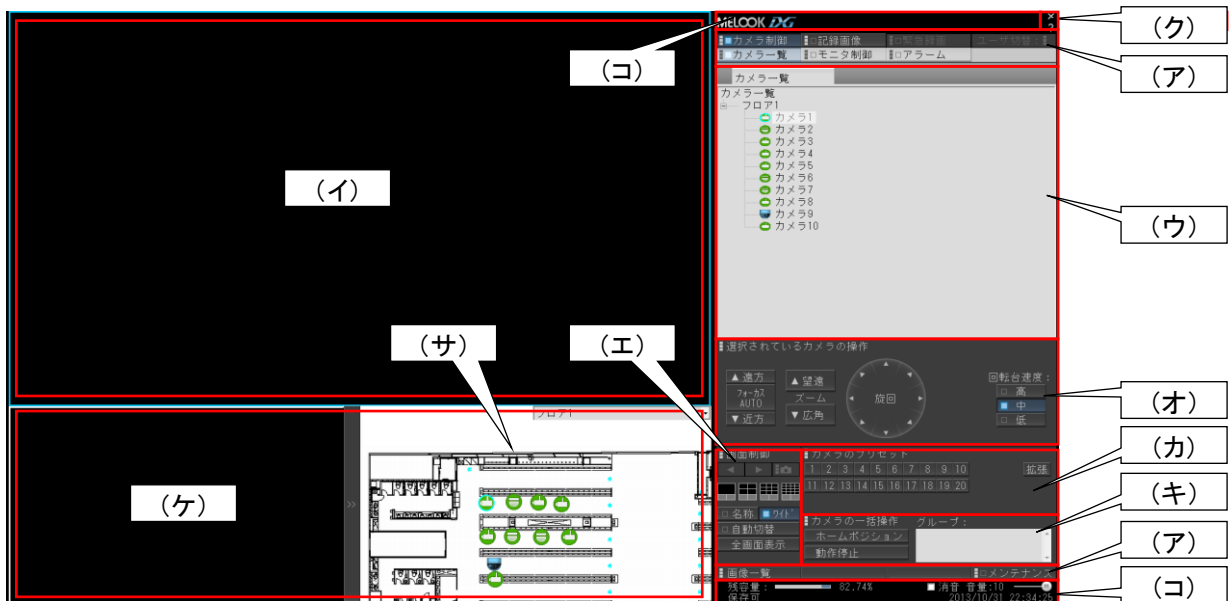 MELOOK DG
×
?
カメラ制御 記録画像 緊急録画 ユーザ切替
カメラ一覧 モニタ制御 アラーム
(ク)
(コ)
(ア)
カメラ一覧
カメラ一覧
フロア1
カメラ1
カメラ2
カメラ3
カメラ4
カメラ5
カメラ6
カメラ7
カメラ8
カメラ9
カメラ10
(イ)
(ウ)
(サ)
(エ)
選択されているカメラの操作
▲遠方
フォーカス
AUTO
▼近方
▲望遠
ズーム
▼広角
旋回
回転台速度:
高
中
低
(オ)
フロア1
(カ)
画面制御
カメラのプリセット
1 2 3 4 5 6 7 8 9 10
11 12 13 14 15 16 17 18 19 20
拡張
(ケ)
>>
(キ)
名称 ワイド
自動切替
全画面表示
カメラの一括操作 グループ:
ホームポジション
動作停止
(ア)
画像一覧 メンテナンス
残容量: 82.74% 消音 音量:10
保存可 2013/10/31 22:34:25
(コ)